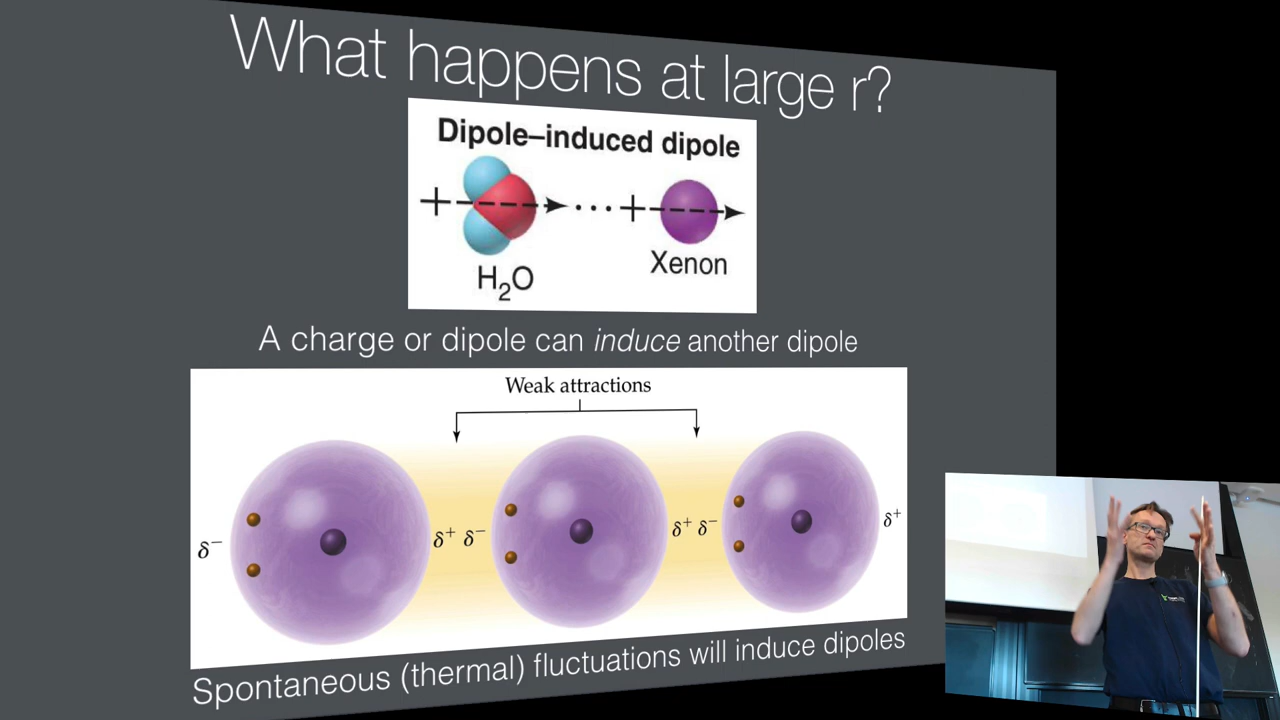 What happens at large r?
Dipole–induced dipole
+ ... +
H₂O
Xenon
A charge or dipole can induce another dipole
Weak attractions
δ⁻ δ⁺ δ⁻ δ⁺ δ⁻ δ⁺
Spontaneous (thermal) fluctuations will induce dipoles